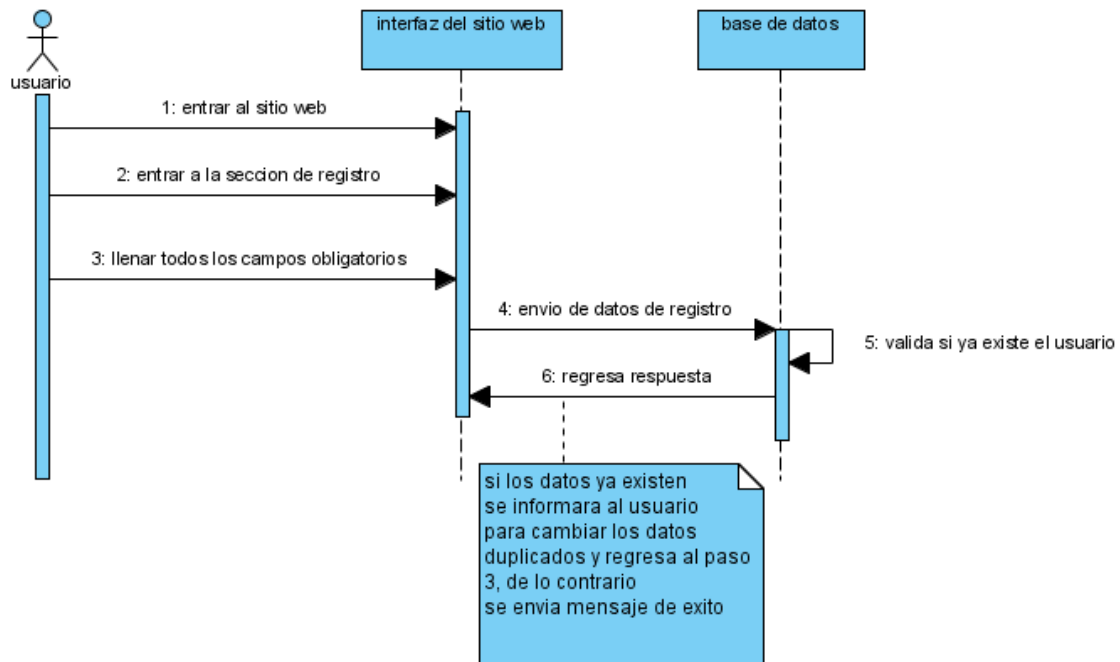 interfaz del sitio web
base de datos
usuario
1: entrar al sitio web
2: entrar a la seccion de registro
3: llenar todos los campos obligatorios
4: envio de datos de registro
5: valida si ya existe el usuario
6: regresa respuesta
si los datos ya existen
se informara al usuario
para cambiar los datos
duplicados y regresa al paso
3, de lo contrario
se envia mensaje de exito